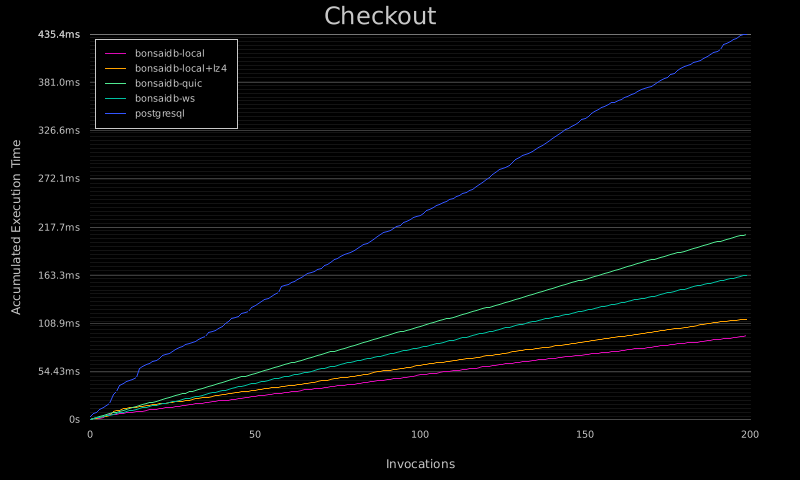 Checkout
435.4ms
381.0ms
326.6ms
272.1ms
217.7ms
163.3ms
108.9ms
54.43ms
0s
Accumulated Execution Time
bonsaidb-local
bonsaidb-local+lz4
bonsaidb-quic
bonsaidb-ws
postgresql
0
50
100
150
200
Invocations